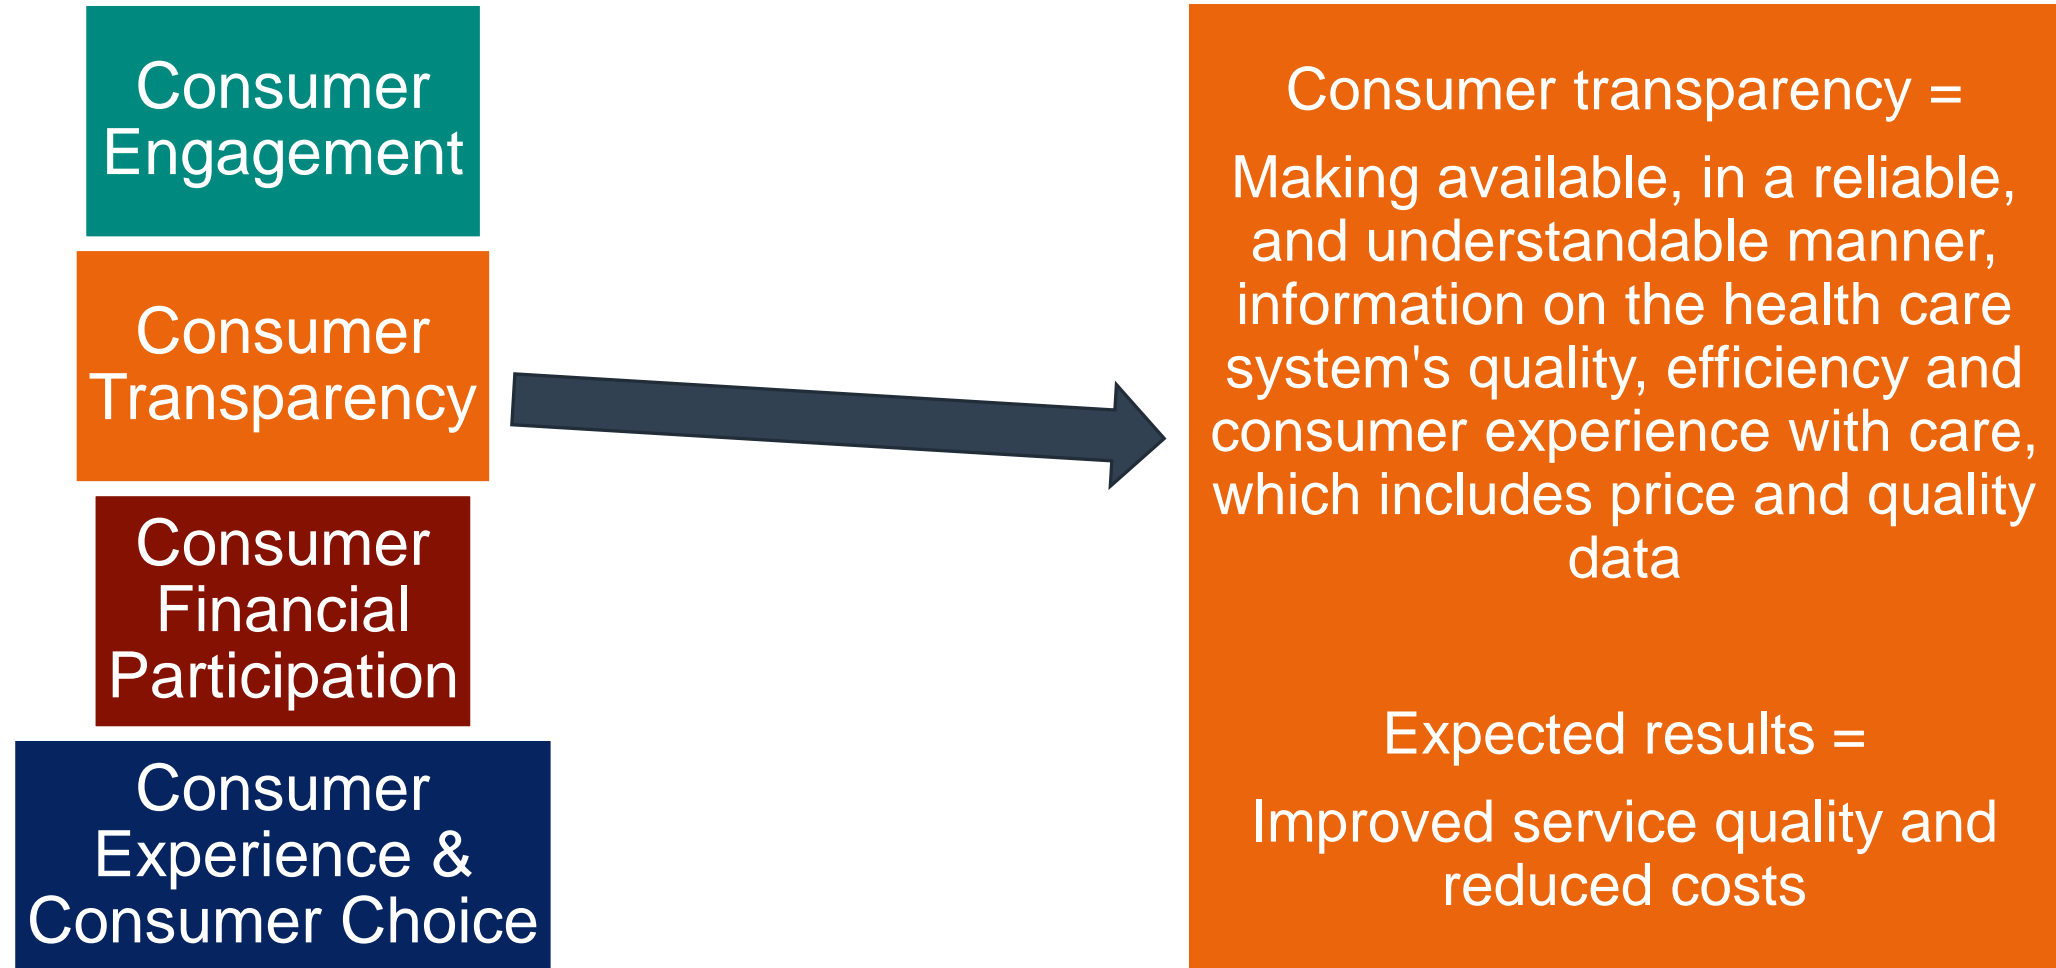 Consumer
Engagement
Consumer
Transparency
Consumer
Financial
Participation
Consumer
Experience &
Consumer Choice
Consumer transparency =
Making available, in a reliable,
and understandable manner,
information on the health care
system's quality, efficiency and
consumer experience with care,
which includes price and quality
data
Expected results =
Improved service quality and
reduced costs